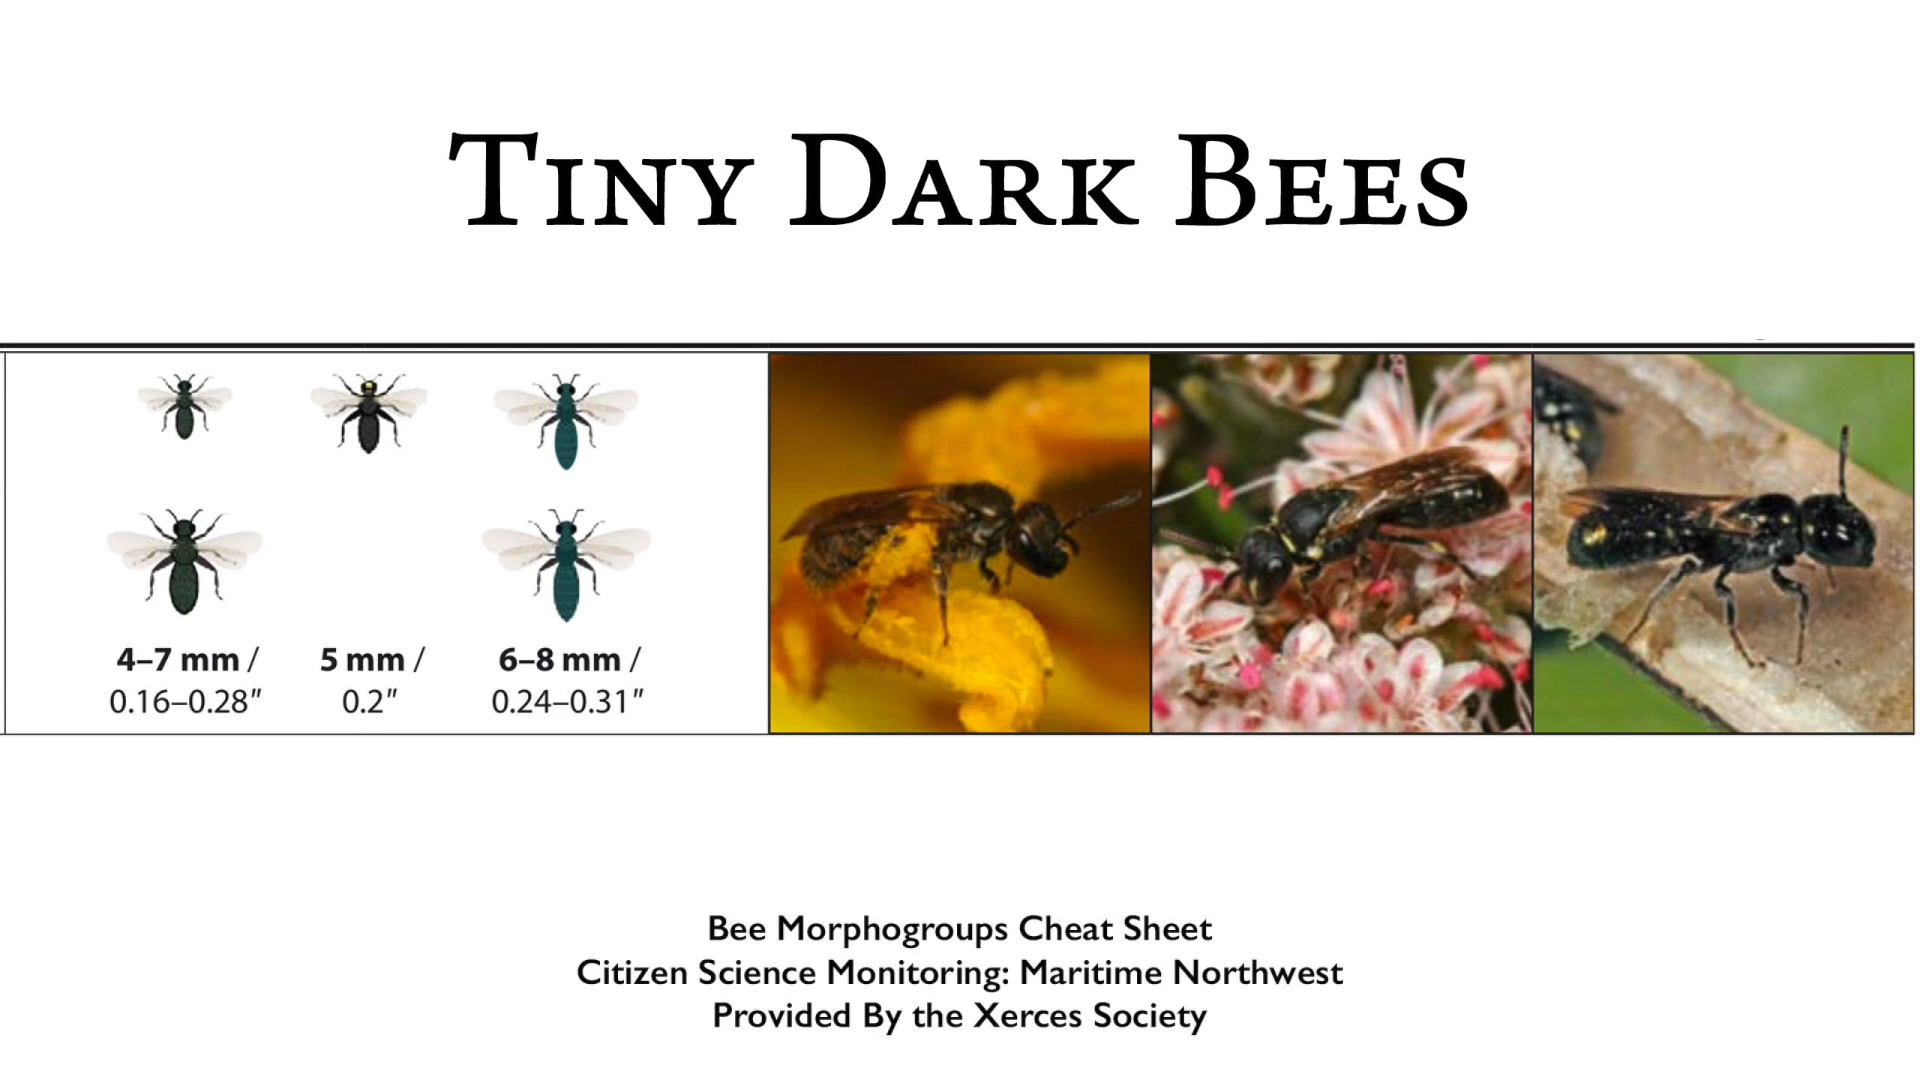 Tiny Dark Bees
4–7 mm / 5 mm / 6–8 mm /
0.16–0.28" 0.2" 0.24–0.31"
Bee Morphogroups Cheat Sheet
Citizen Science Monitoring: Maritime Northwest
Provided By the Xerces Society